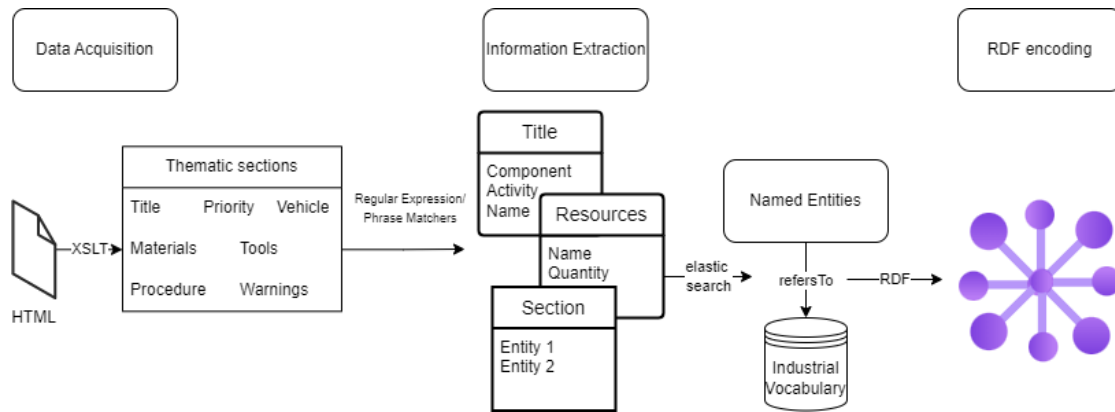 Data Acquisition
Information Extraction
RDF encoding
Thematic sections
Title Priority Vehicle
Materials Tools
Procedure Warnings
HTML
XSLT
Regular Expression/
Phrase Matchers
Title
Component
Activity
Name
Resources
Name
Quantity
Section
Entity 1
Entity 2
elastic
search
Named Entities
refersTo
Industrial
Vocabulary
RDF